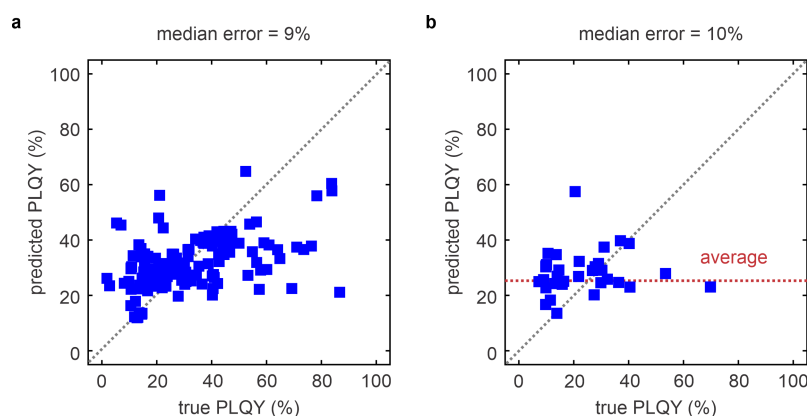 a
median error = 9%
predicted PLQY (%)
100
80
60
40
20
0
0 20 40 60 80 100
true PLQY (%)
b
median error = 10%
predicted PLQY (%)
100
80
60
40
20
0
average
0 20 40 60 80 100
true PLQY (%)